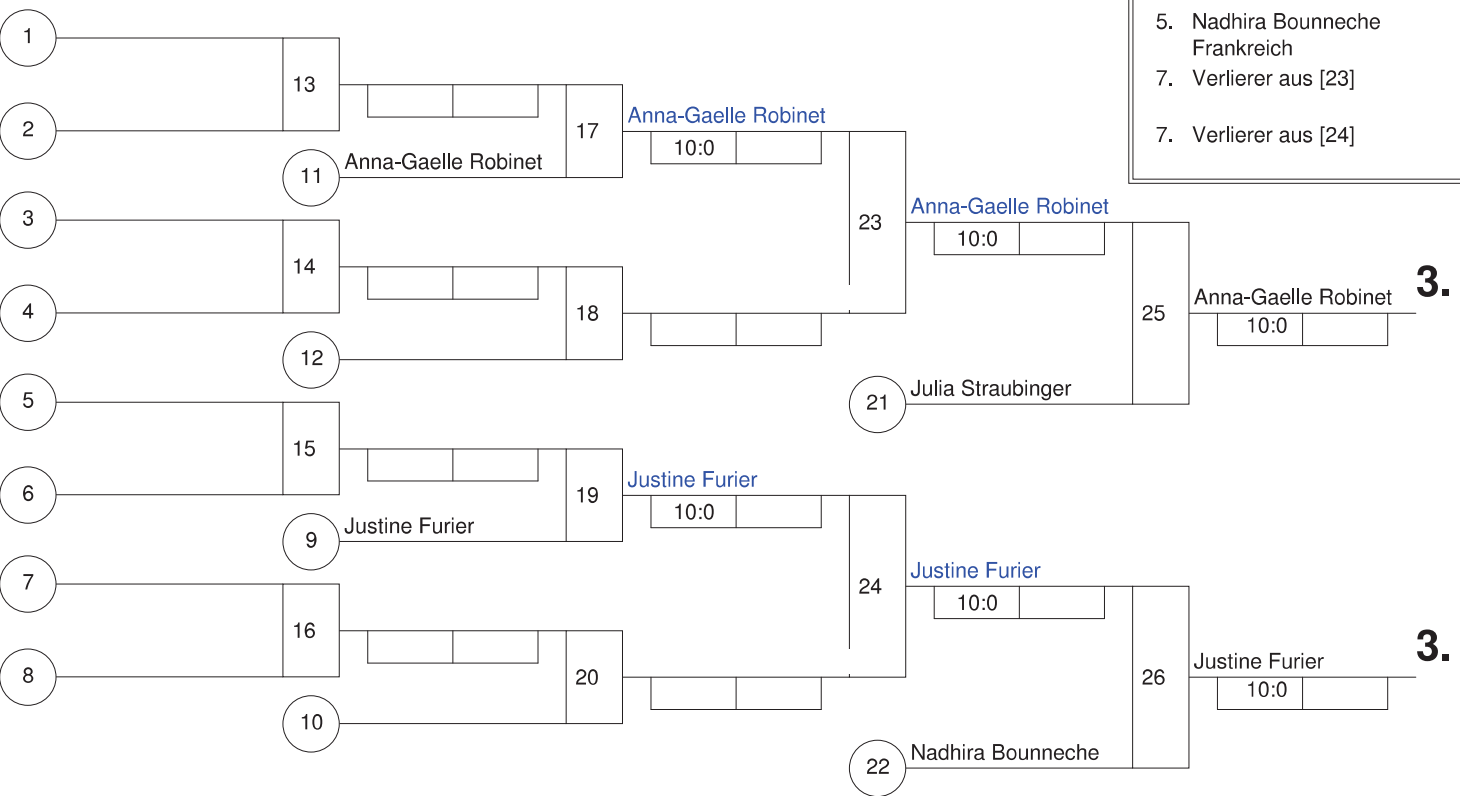 5. Nadhira Bounneche
Frankreich
7. Verlierer aus [23]
7. Verlierer aus [24]
1
13
2
17
Anna-Gaelle Robinet
10:0
11
Anna-Gaelle Robinet
3
23
Anna-Gaelle Robinet
10:0
14
4
18
12
25
Anna-Gaelle Robinet
3.
10:0
5
21
Julia Straubinger
15
6
19
Justine Furier
10:0
9
Justine Furier
7
24
Justine Furier
10:0
16
8
20
10
26
Justine Furier
3.
10:0
22
Nadhira Bounneche